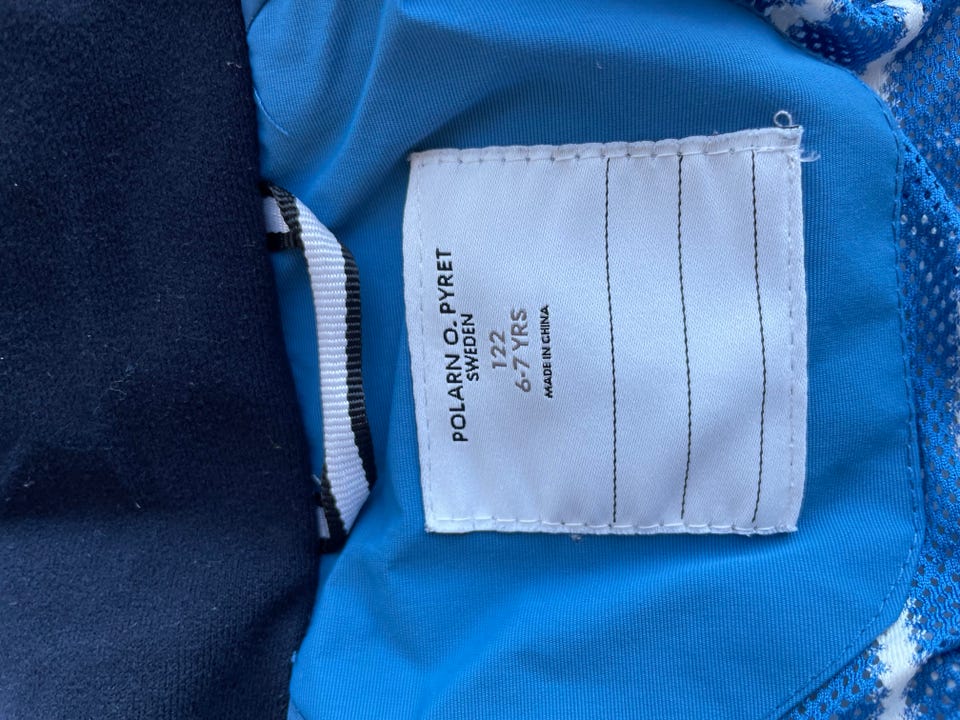 POLARN O. PYRET
SWEDEN
122
6-7 YRS
MADE IN CHINA